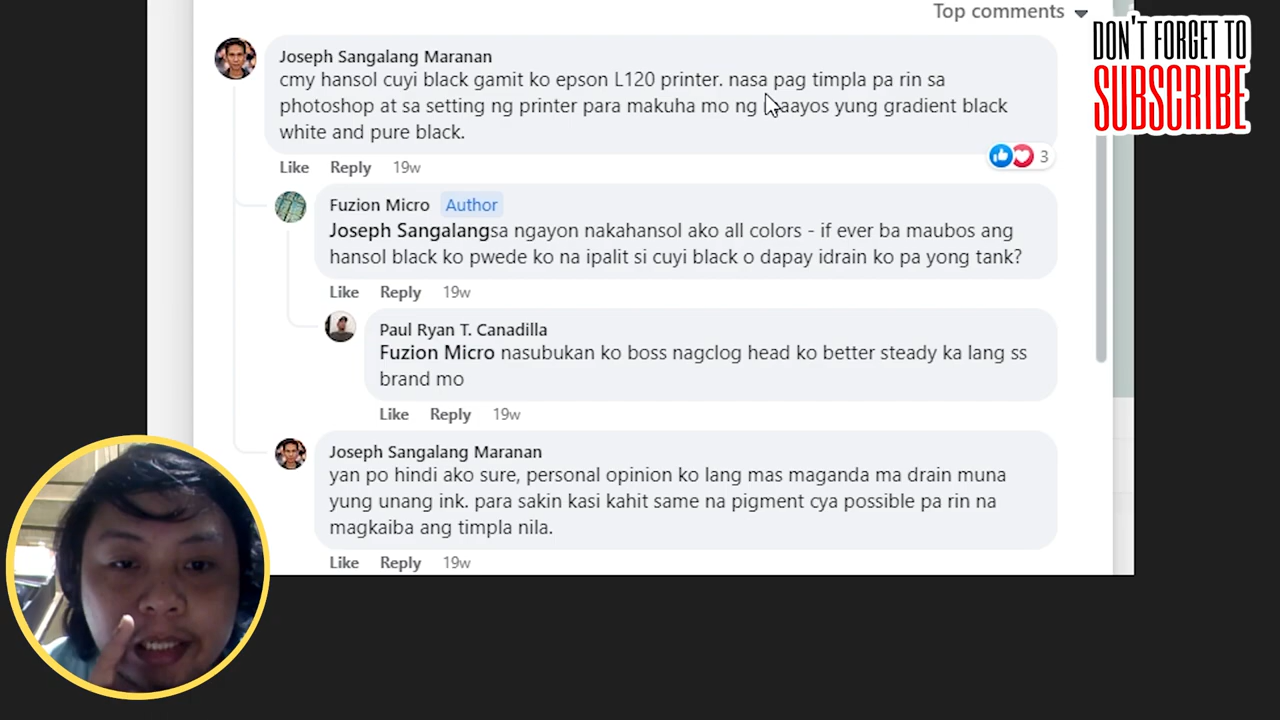 Top comments
DON'T FORGET TO
SUBSCRIBE
Joseph Sangalang Maranan
cmy hansol cuyi black gamit ko epson L120 printer. nasa pag timpla pa rin sa
photoshop at sa setting ng printer para makuha mo ng maayos yung gradient black
white and pure black.
3
Like Reply 19w
Fuzion Micro Author
Joseph Sangalangsa ngayon nakahansol ako all colors - if ever ba maubos ang
hansol black ko pwede ko na ipalit si cuyi black o dapay idrain ko pa yong tank?
Like Reply 19w
Paul Ryan T. Canadilla
Fuzion Micro nasubukan ko boss nagclog head ko better steady ka lang ss
brand mo
Like Reply 19w
Joseph Sangalang Maranan
yan po hindi ako sure, personal opinion ko lang mas maganda ma drain muna
yung unang ink. para sakin kasi kahit same na pigment cya possible pa rin na
magkaiba ang timpla nila.
Like Reply 19w